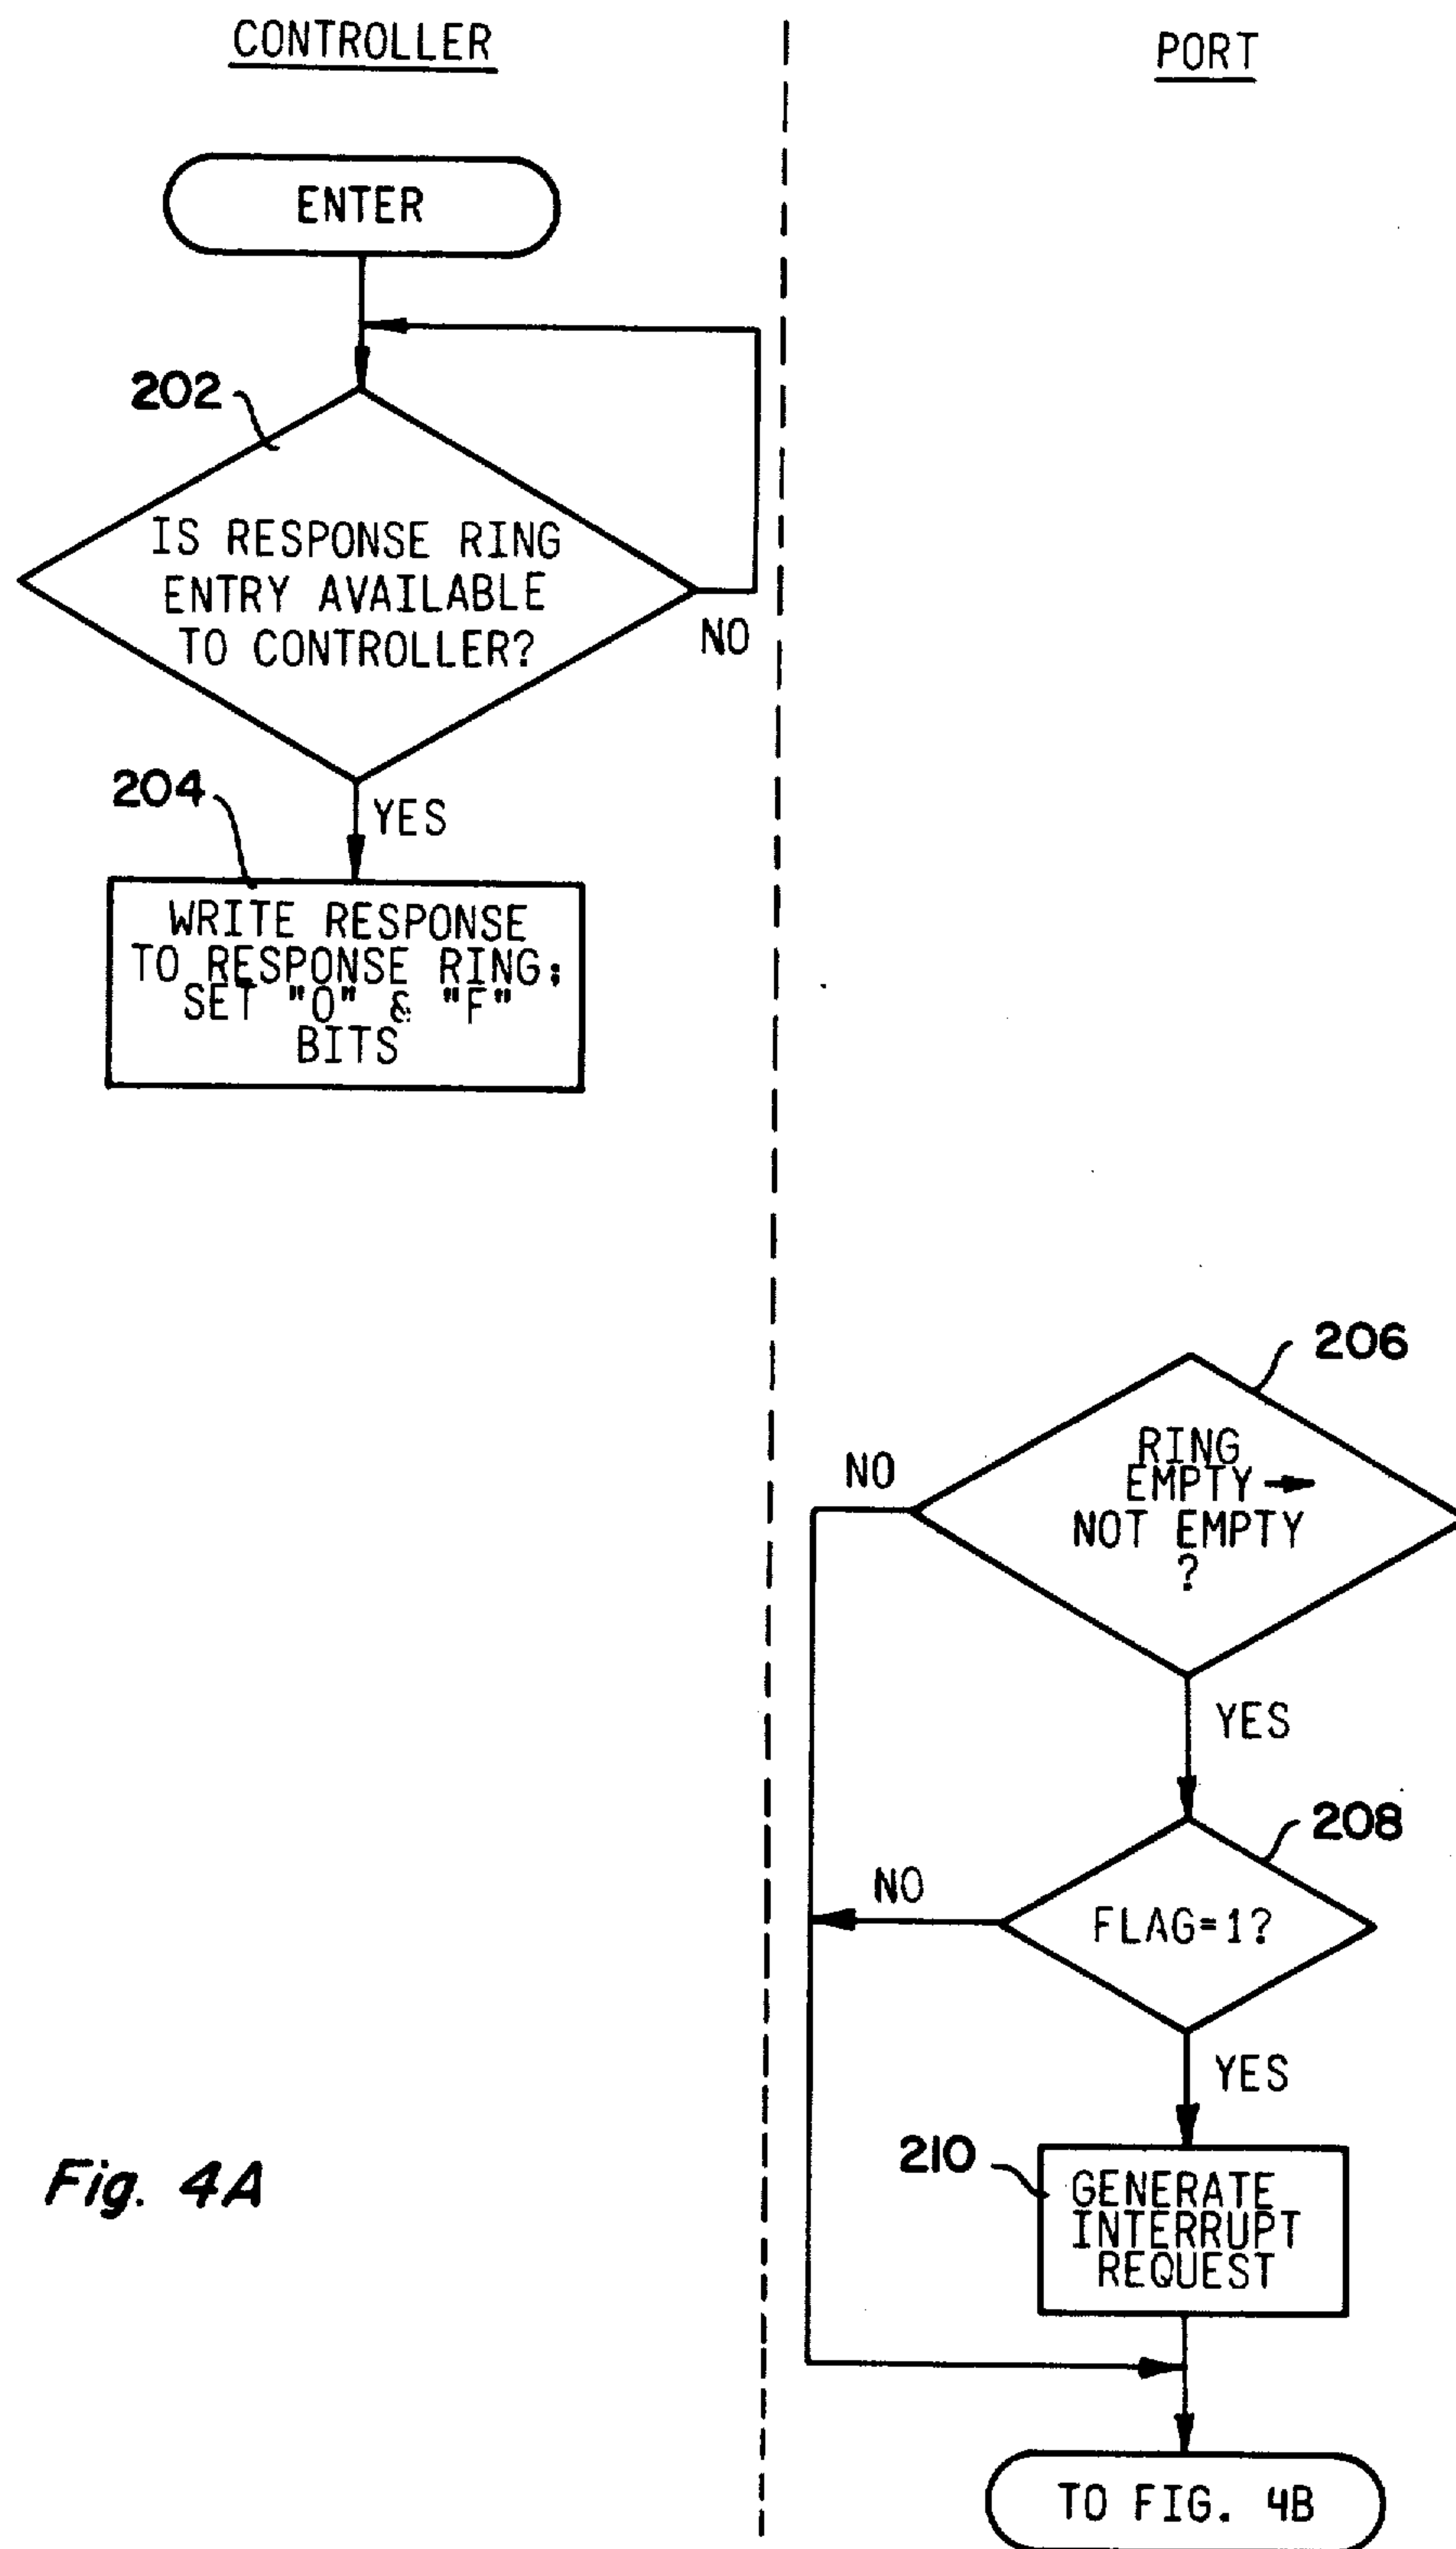 CONTROLLER
PORT
ENTER
202
IS RESPONSE RING
ENTRY AVAILABLE
TO CONTROLLER?
NO
204
YES
WRITE RESPONSE
TO RESPONSE RING;
SET "O" & "F"
BITS
206
RING
EMPTY →
NOT EMPTY
?
NO
YES
208
NO
FLAG=1?
YES
210
GENERATE
INTERRUPT
REQUEST
Fig. 4A
TO FIG. 4B